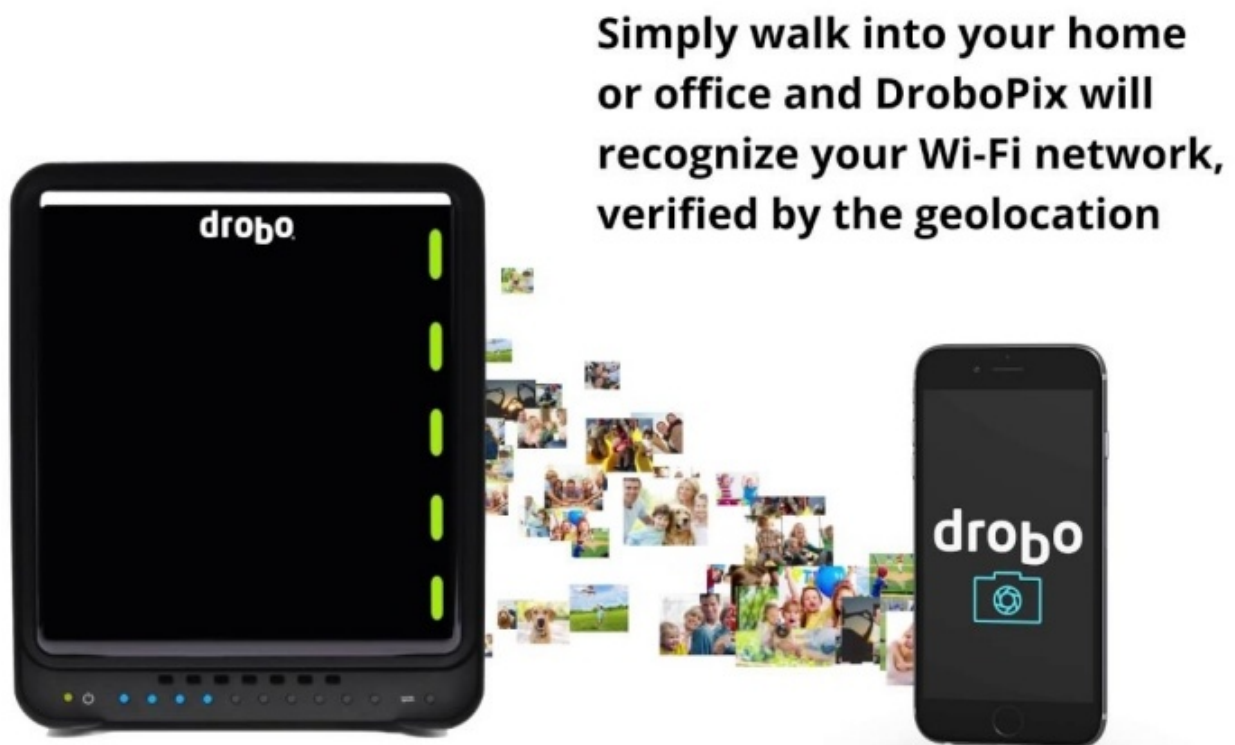 Simply walk into your home
or office and DroboPix will
recognize your Wi-Fi network,
verified by the geolocation
drobo
drobo